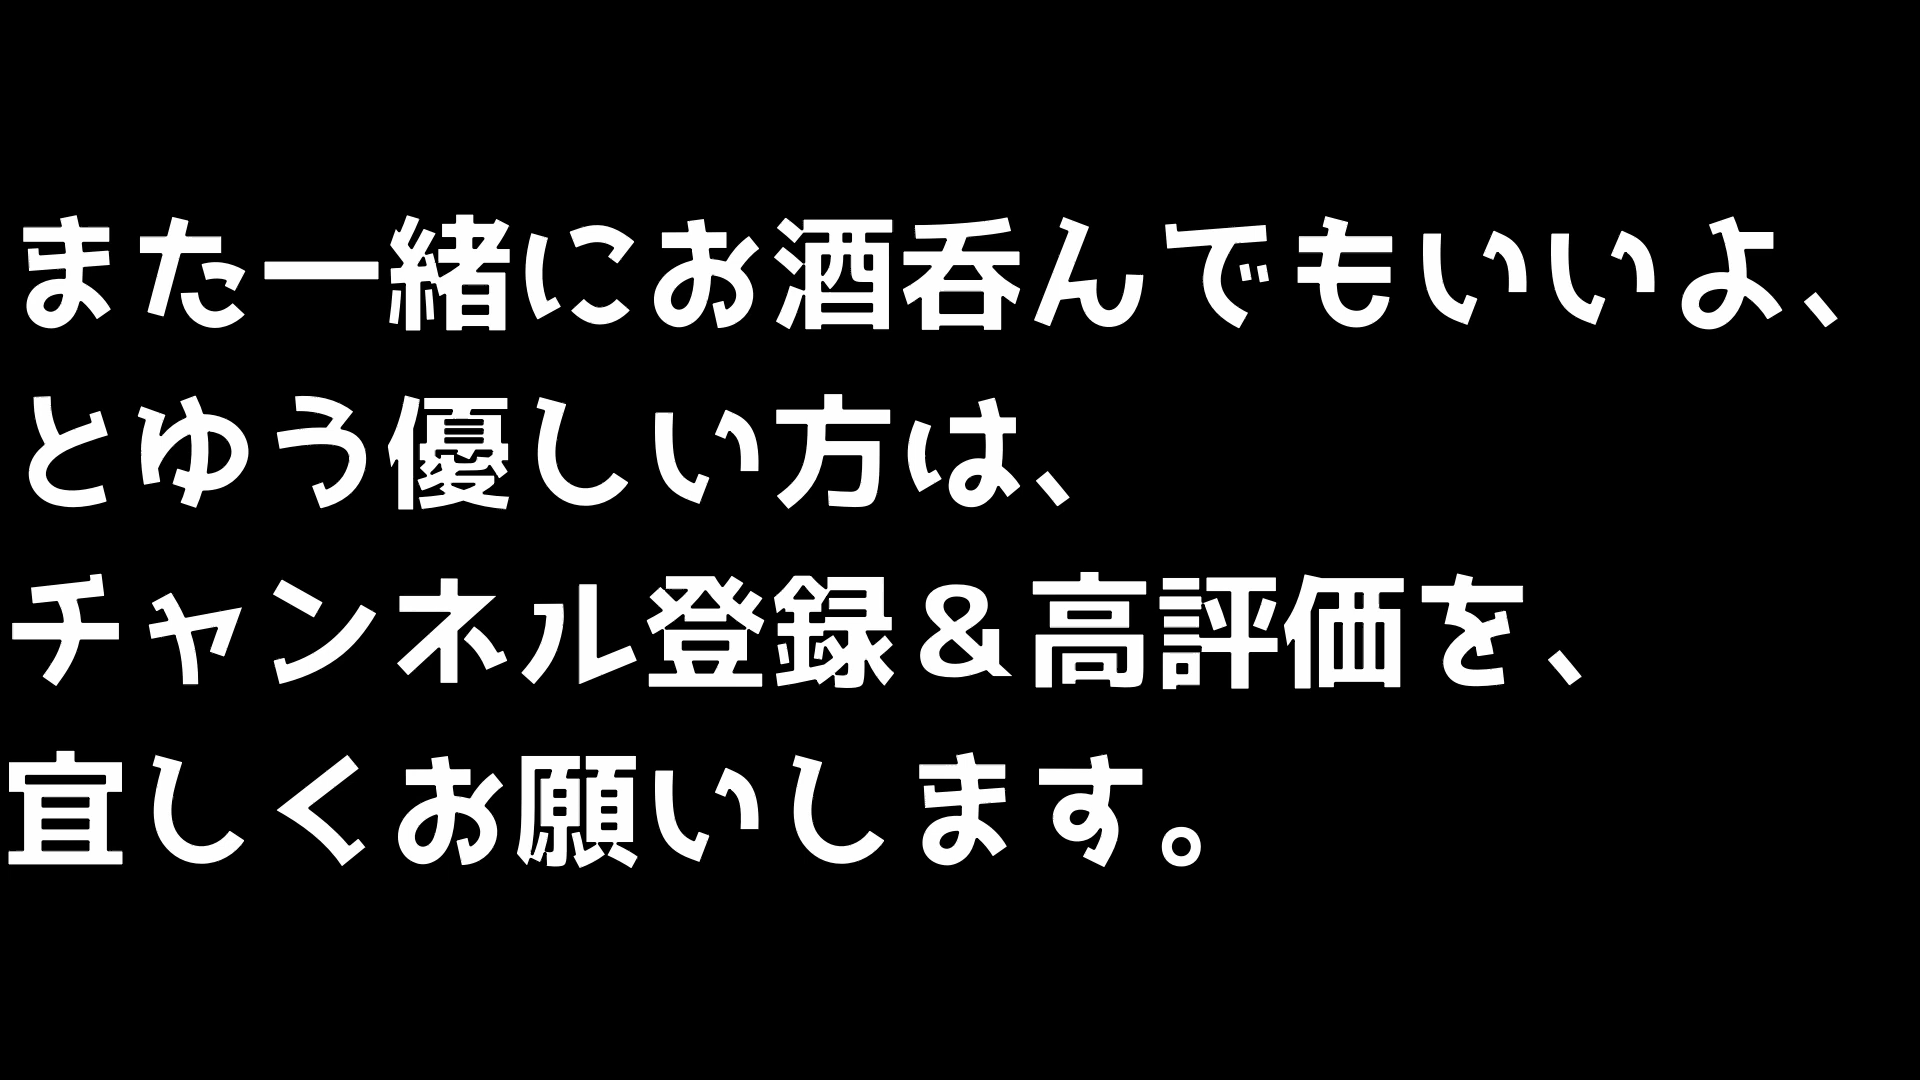 また一緒にお酒呑んでもいいよ、
とゆう優しい方は、
チャンネル登録＆高評価を、
宜しくお願いします。